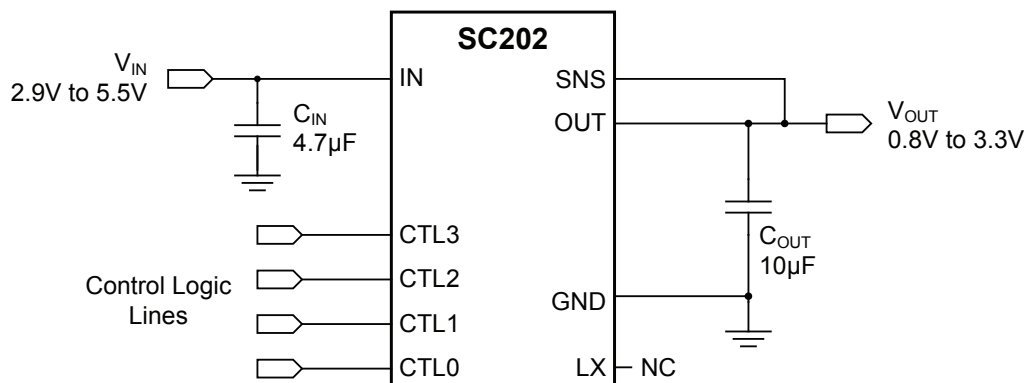 SC202
V_IN
2.9V to 5.5V
IN
C_IN
4.7µF
SNS
OUT
V_OUT
0.8V to 3.3V
C_OUT
10µF
CTL3
CTL2
CTL1
CTL0
Control Logic
Lines
GND
LX
NC